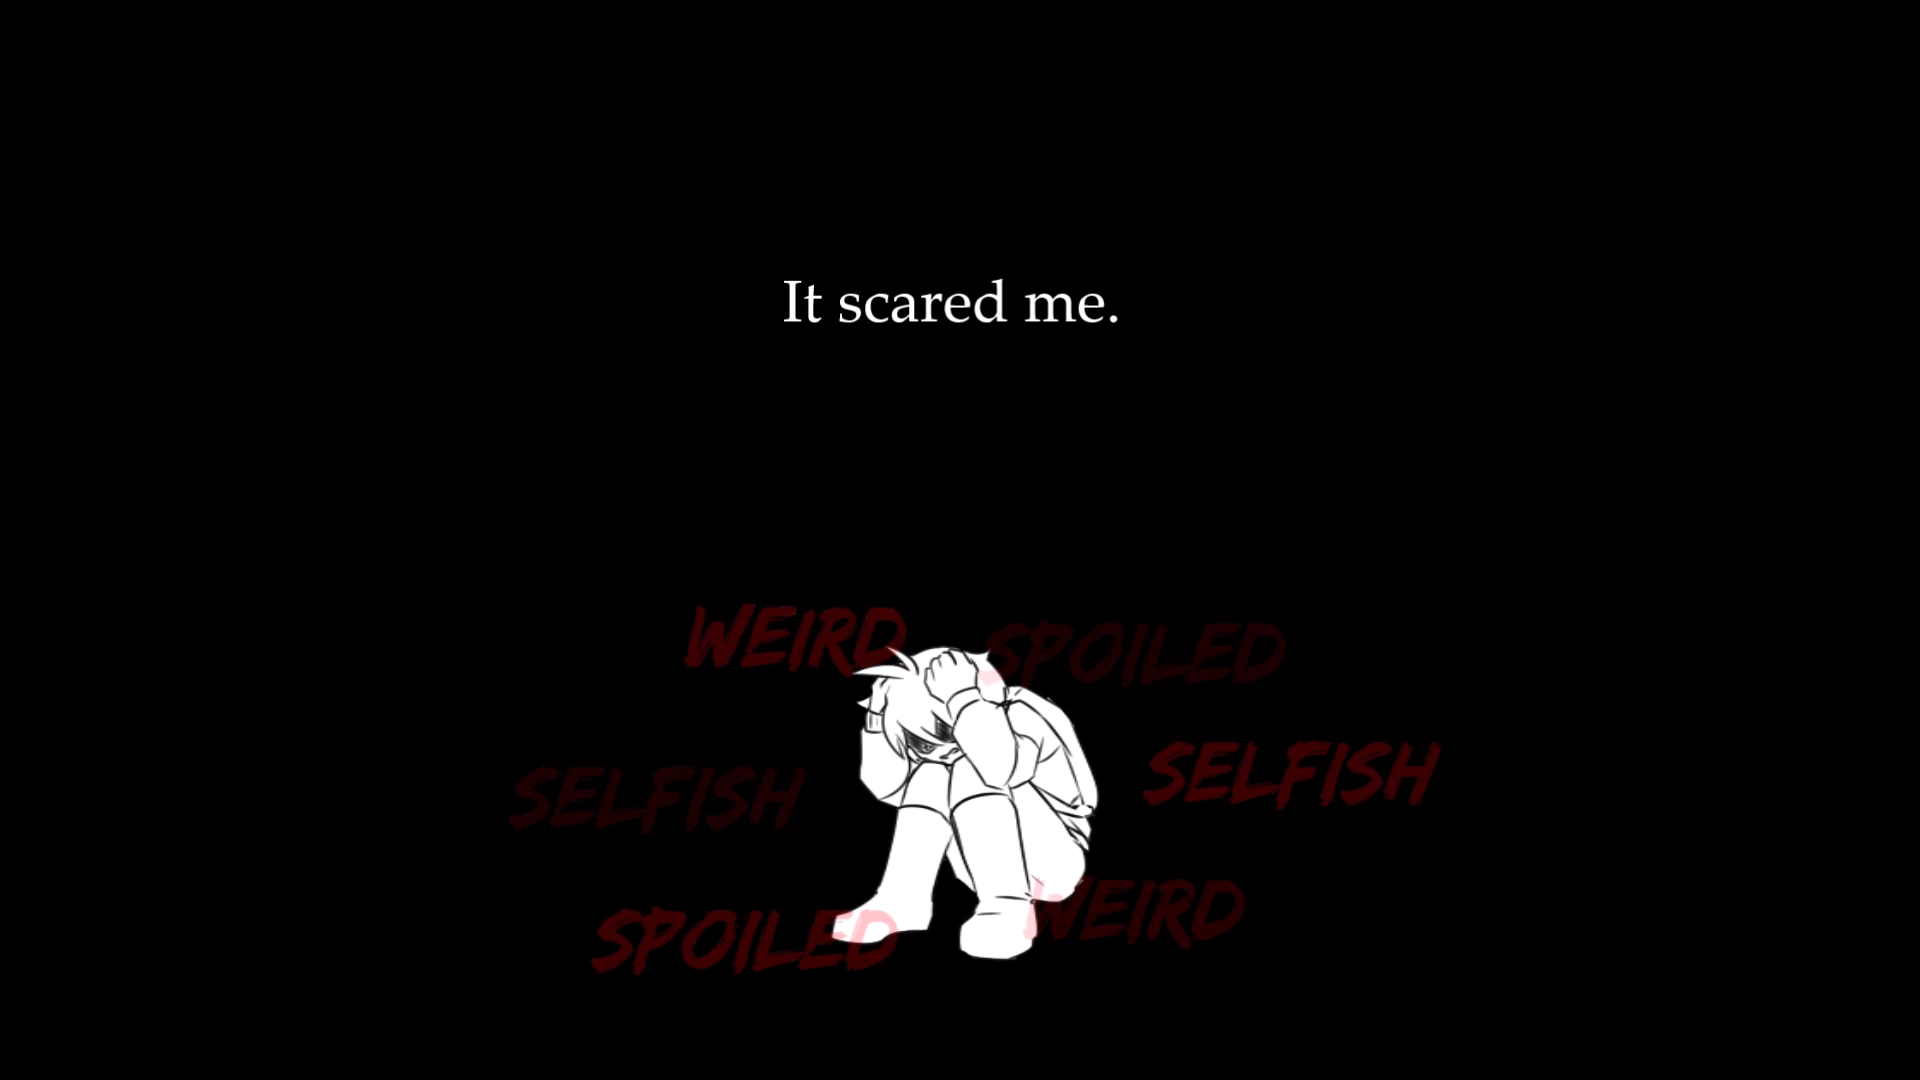 It scared me.
WEIRD
SPOILED
SELFISH
SELFISH
SPOILED
WEIRD